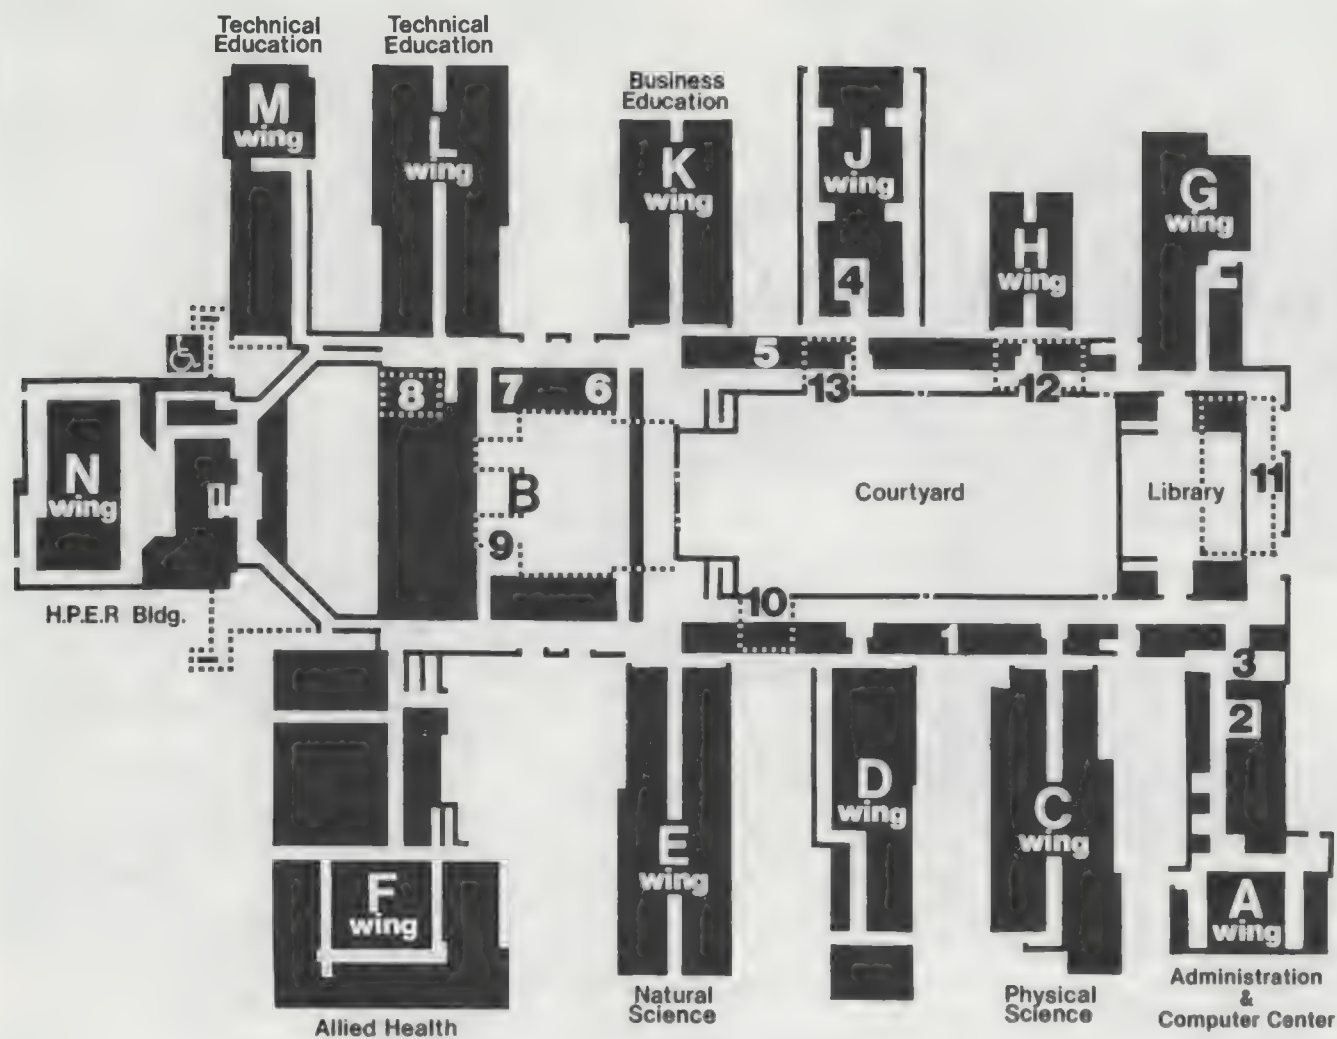 Technical
Education
Technical
Education
Business
Education
M
wing
L
wing
K
wing
J
wing
G
wing
H
wing
4
5
13
12
8
7
6
N
wing
B
Courtyard
Library
11
9
10
H.P.E.R Bldg.
1
3
2
D
wing
C
wing
E
wing
F
wing
A
wing
Allied Health
Natural
Science
Physical
Science
Administration
&
Computer Center